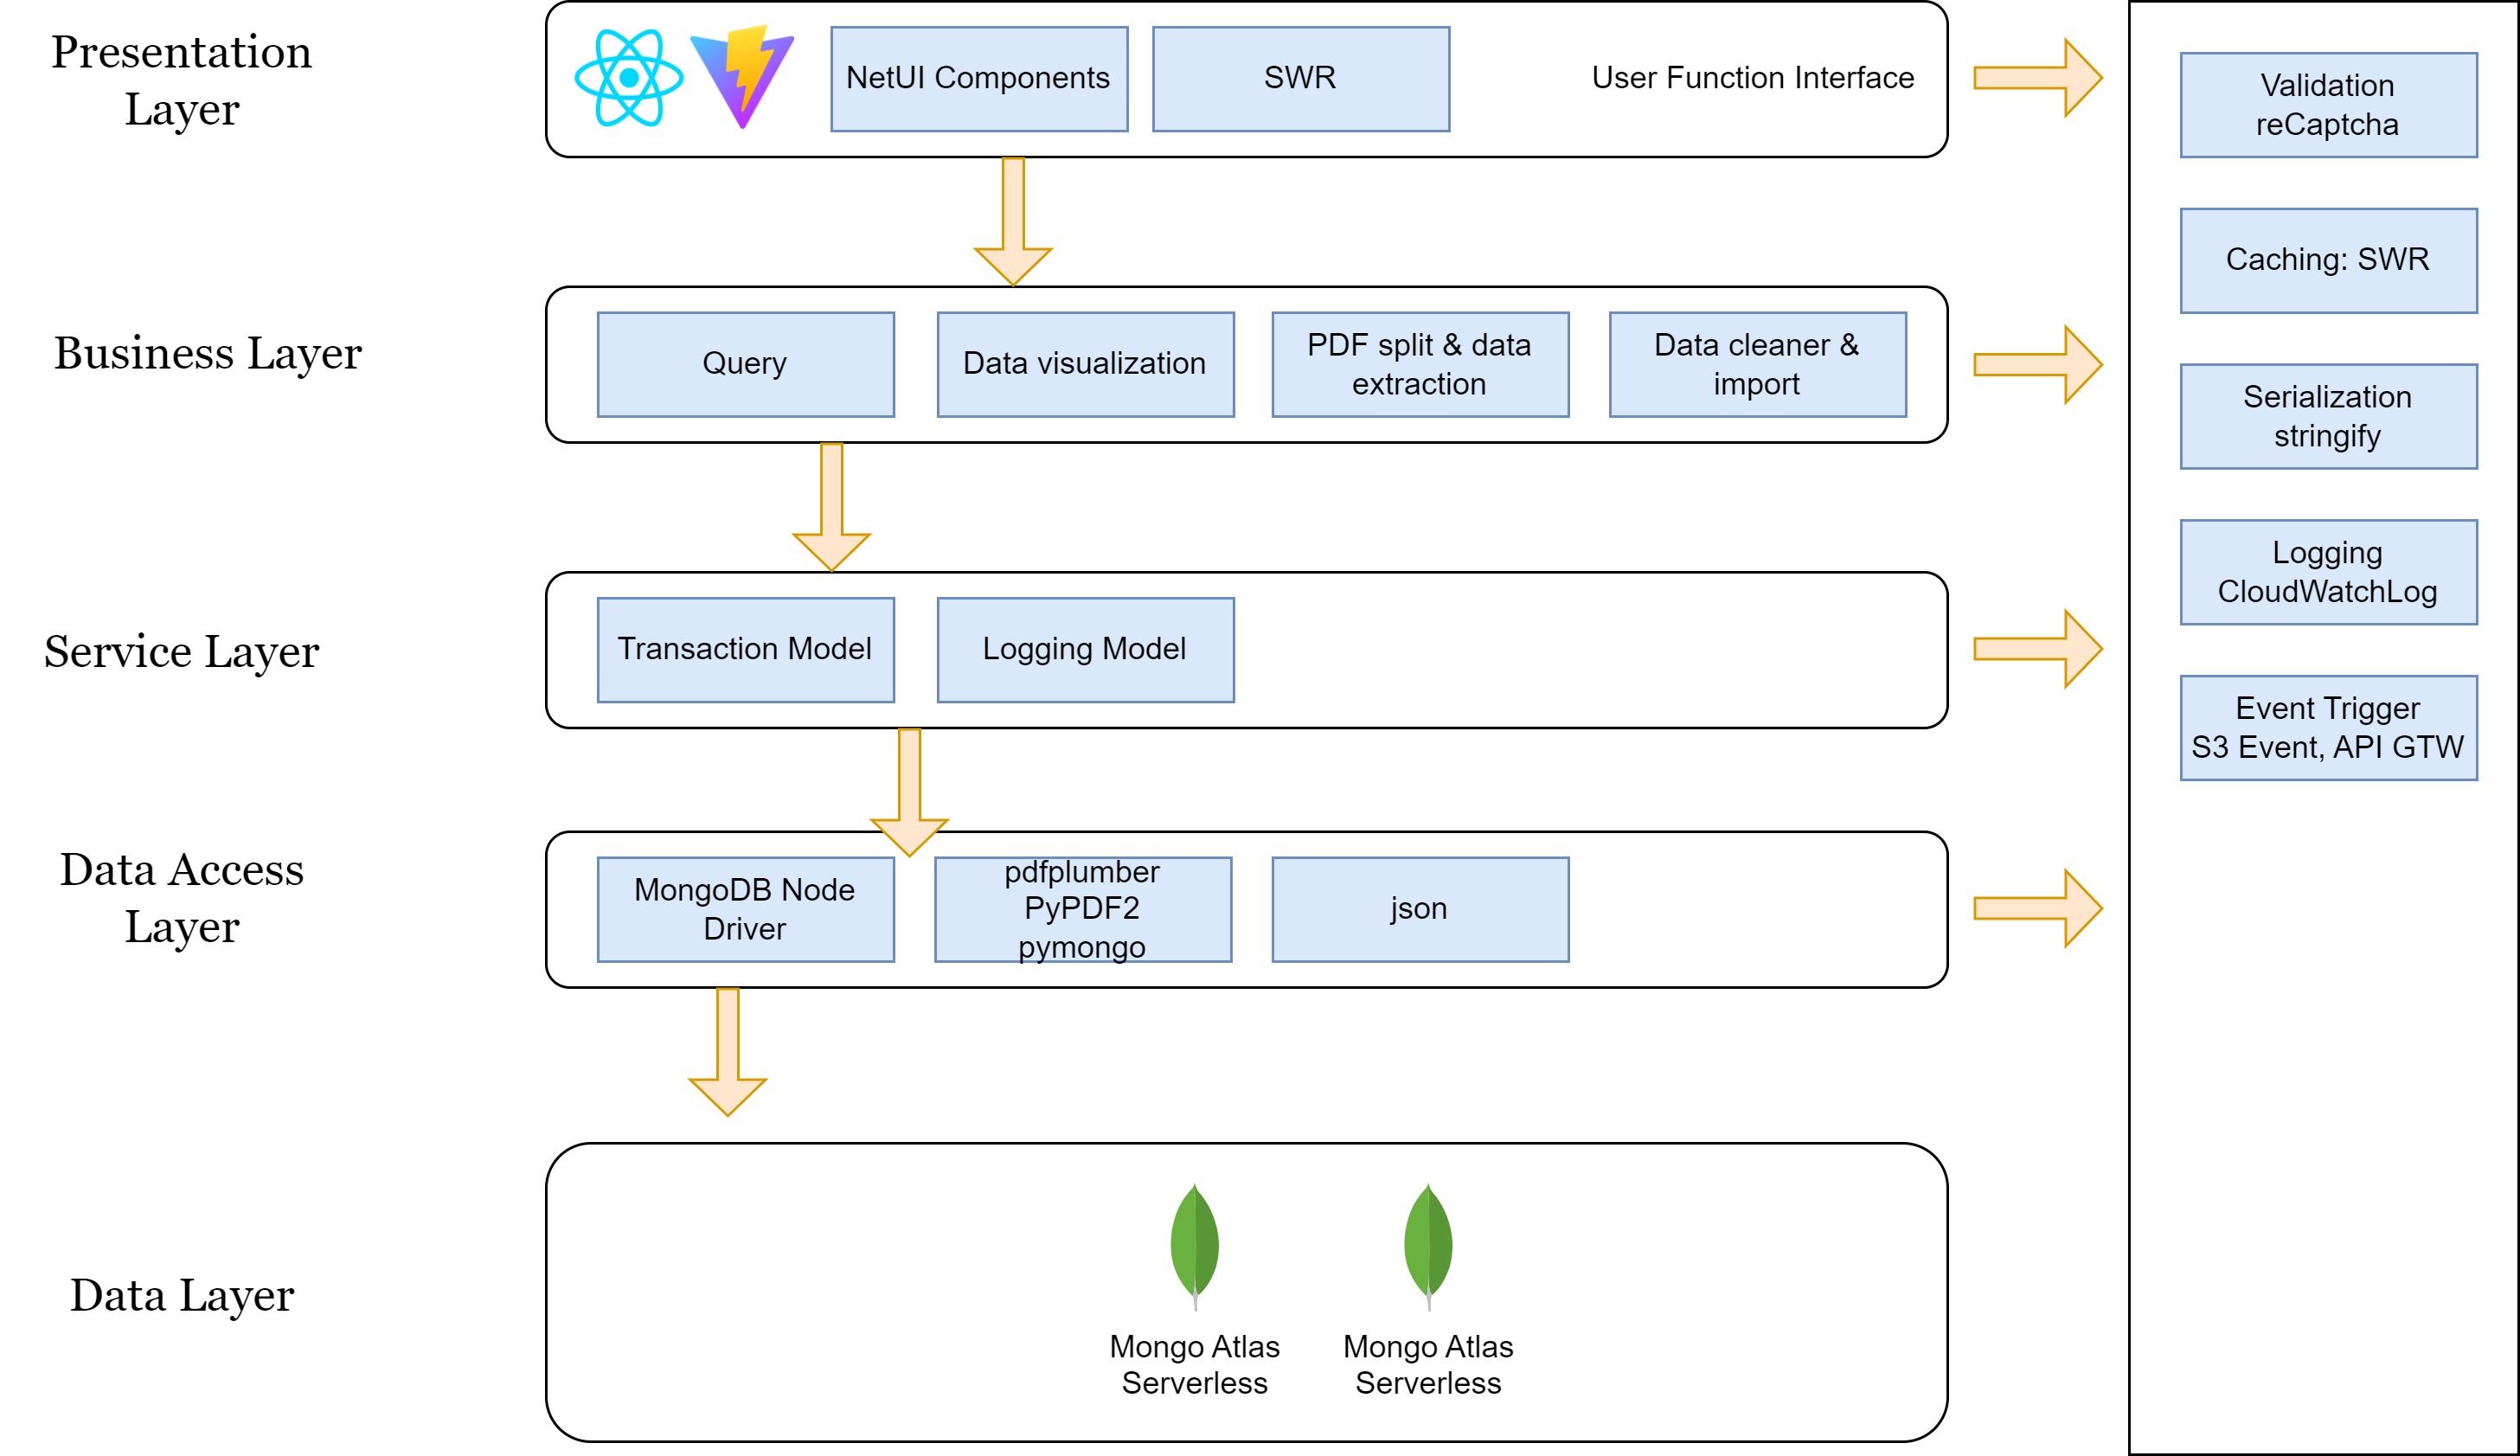 Presentation
Layer
NetUI Components
SWR
User Function Interface
Validation
reCaptcha
Caching: SWR
Business Layer
Query
Data visualization
PDF split & data
extraction
Data cleaner &
import
Serialization
stringify
Service Layer
Transaction Model
Logging Model
Logging
CloudWatchLog
Event Trigger
S3 Event, API GTW
Data Access
Layer
MongoDB Node
Driver
pdfplumber
PyPDF2
pymongo
json
Data Layer
Mongo Atlas
Serverless
Mongo Atlas
Serverless